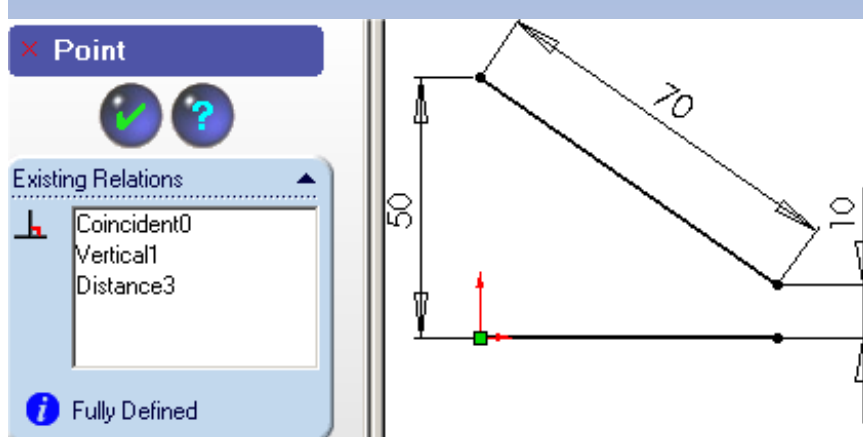 Point
Existing Relations
Coincident0
Vertical1
Distance3
Fully Defined
70
50
10